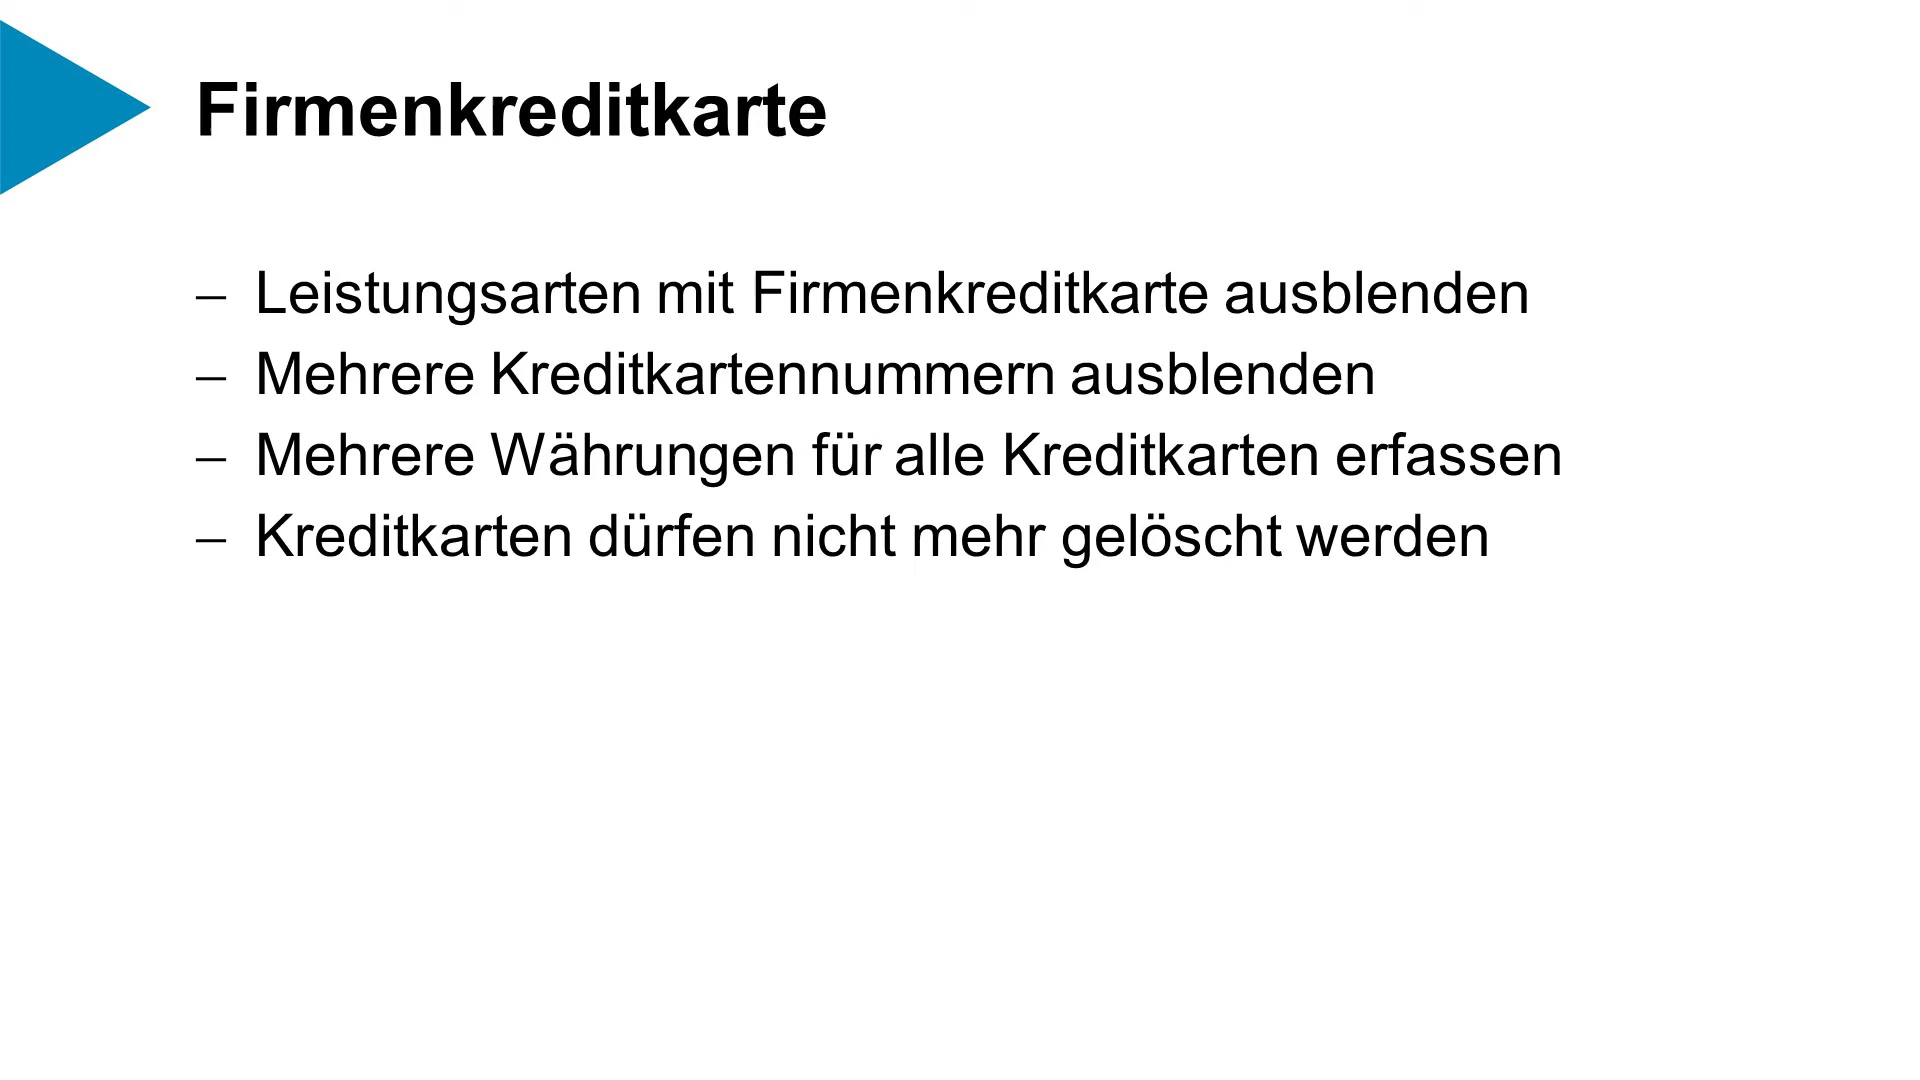 Firmenkreditkarte
– Leistungsarten mit Firmenkreditkarte ausblenden
– Mehrere Kreditkartennummern ausblenden
– Mehrere Währungen für alle Kreditkarten erfassen
– Kreditkarten dürfen nicht mehr gelöscht werden